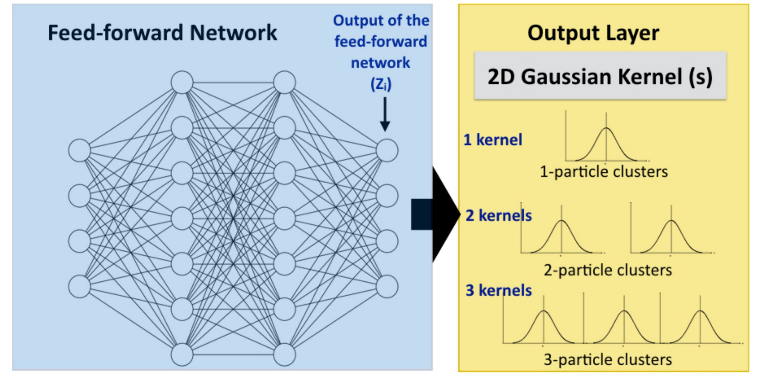 Feed-forward Network
Output of the
feed-forward
network
(Zᵢ)
Output Layer
2D Gaussian Kernel (s)
1 kernel
1-particle clusters
2 kernels
2-particle clusters
3 kernels
3-particle clusters